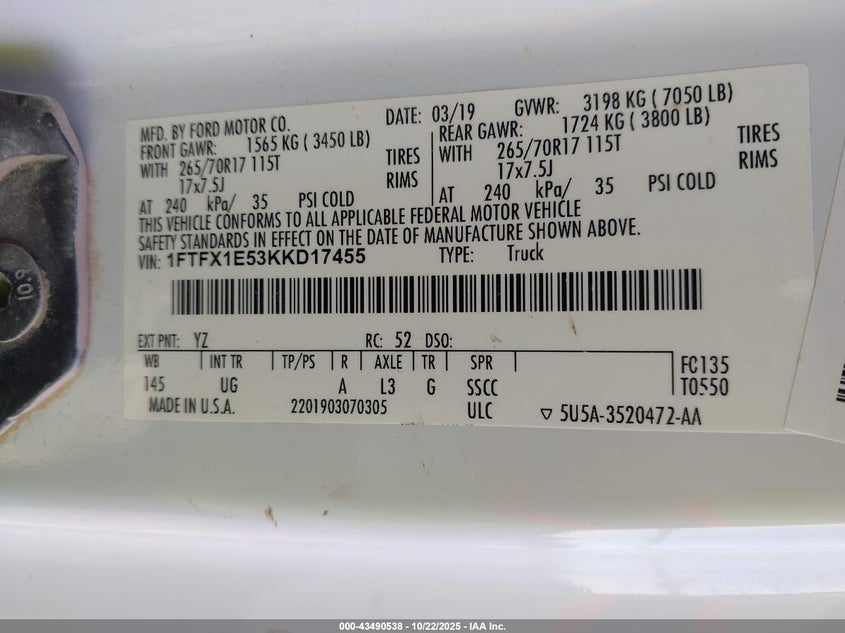 MFD. BY FORD MOTOR CO.
DATE: 03/19 GVWR: 3198 KG ( 7050 LB)
FRONT GAWR: 1565 KG ( 3450 LB)
REAR GAWR: 1724 KG ( 3800 LB)
WITH 265/70R17 115T TIRES
WITH 265/70R17 115T TIRES
17x7.5J RIMS
17x7.5J RIMS
AT 240 kPa/ 35 PSI COLD
AT 240 kPa/ 35 PSI COLD
THIS VEHICLE CONFORMS TO ALL APPLICABLE FEDERAL MOTOR VEHICLE
SAFETY STANDARDS IN EFFECT ON THE DATE OF MANUFACTURE SHOWN ABOVE.
VIN: 1FTFX1E53KKD17455 TYPE: Truck
EXT PNT: YZ RC: 52 DSO:
WB INT TR TP/PS R AXLE TR SPR FC135
145 UG A L3 G SSCC T0550
MADE IN U.S.A. 2201903070305 ULC ▽ 5U5A-3520472-AA
10.9
000-43490538 - 10/22/2025 - IAA Inc.